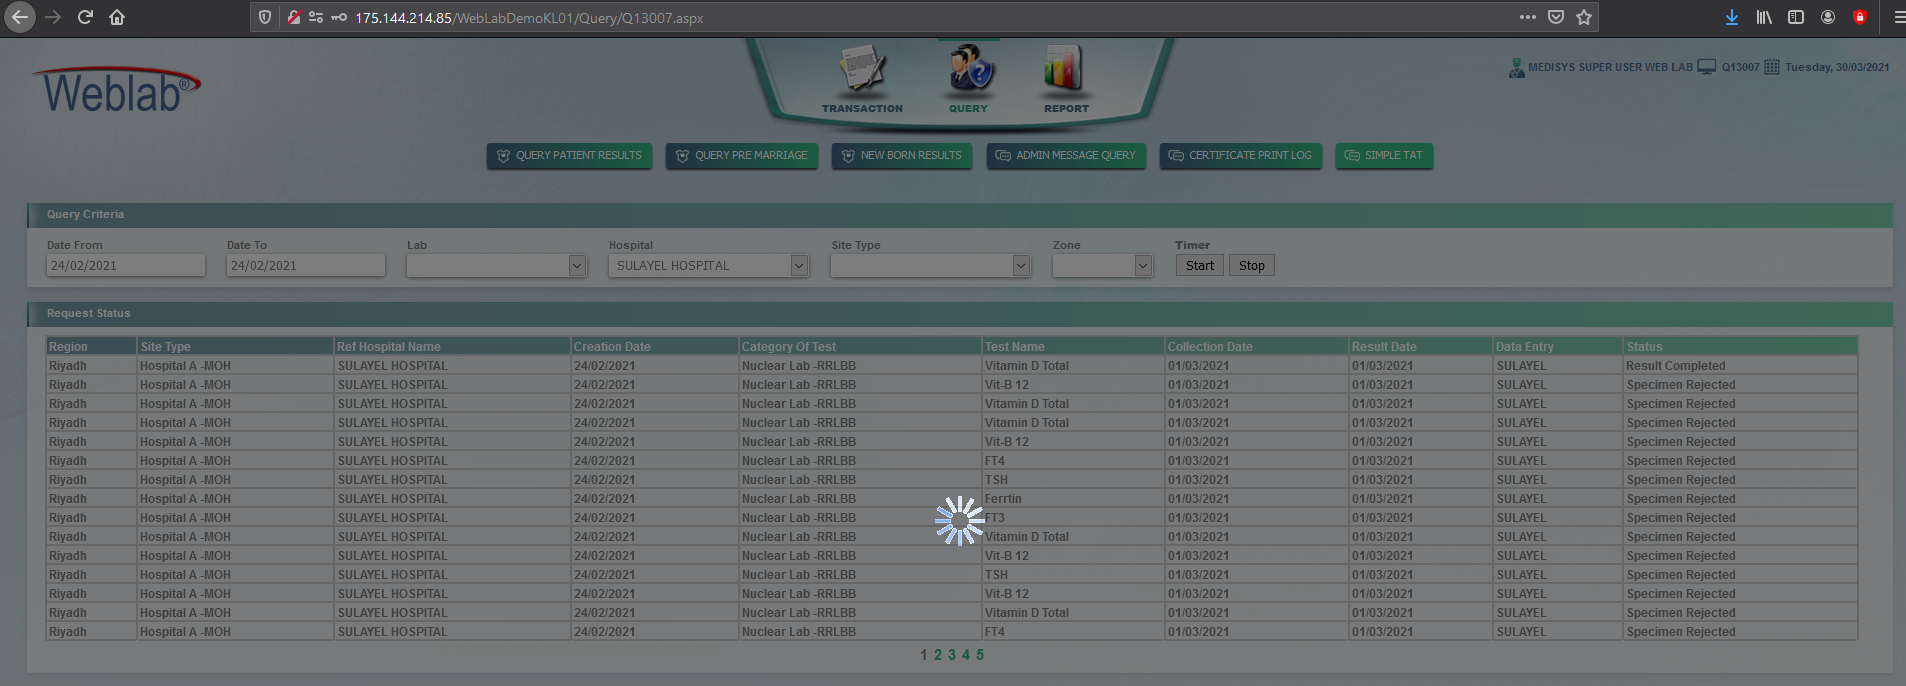 175.144.214.85/WebLabDemoKL01/Query/Q13007.aspx
Weblab®
TRANSACTION QUERY REPORT
MEDISYS SUPER USER WEB LAB Q13007 Tuesday, 30/03/2021
QUERY PATIENT RESULTS QUERY PRE MARRIAGE NEW BORN RESULTS ADMIN MESSAGE QUERY CERTIFICATE PRINT LOG SIMPLE TAT
Query Criteria
Date From Date To Lab Hospital Site Type Zone Timer
24/02/2021 24/02/2021 SULAYEL HOSPITAL Start Stop
Request Status
Region Site Type Ref Hospital Name Creation Date Category Of Test Test Name Collection Date Result Date Data Entry Status
Riyadh Hospital A -MOH SULAYEL HOSPITAL 24/02/2021 Nuclear Lab -RRLBB Vitamin D Total 01/03/2021 01/03/2021 SULAYEL Result Completed
Riyadh Hospital A -MOH SULAYEL HOSPITAL 24/02/2021 Nuclear Lab -RRLBB Vit-B 12 01/03/2021 01/03/2021 SULAYEL Specimen Rejected
Riyadh Hospital A -MOH SULAYEL HOSPITAL 24/02/2021 Nuclear Lab -RRLBB Vitamin D Total 01/03/2021 01/03/2021 SULAYEL Specimen Rejected
Riyadh Hospital A -MOH SULAYEL HOSPITAL 24/02/2021 Nuclear Lab -RRLBB Vitamin D Total 01/03/2021 01/03/2021 SULAYEL Specimen Rejected
Riyadh Hospital A -MOH SULAYEL HOSPITAL 24/02/2021 Nuclear Lab -RRLBB Vit-B 12 01/03/2021 01/03/2021 SULAYEL Specimen Rejected
Riyadh Hospital A -MOH SULAYEL HOSPITAL 24/02/2021 Nuclear Lab -RRLBB FT4 01/03/2021 01/03/2021 SULAYEL Specimen Rejected
Riyadh Hospital A -MOH SULAYEL HOSPITAL 24/02/2021 Nuclear Lab -RRLBB TSH 01/03/2021 01/03/2021 SULAYEL Specimen Rejected
Riyadh Hospital A -MOH SULAYEL HOSPITAL 24/02/2021 Nuclear Lab -RRLBB Ferrtin 01/03/2021 01/03/2021 SULAYEL Specimen Rejected
Riyadh Hospital A -MOH SULAYEL HOSPITAL 24/02/2021 Nuclear Lab -RRLBB FT3 01/03/2021 01/03/2021 SULAYEL Specimen Rejected
Riyadh Hospital A -MOH SULAYEL HOSPITAL 24/02/2021 Nuclear Lab -RRLBB Vitamin D Total 01/03/2021 01/03/2021 SULAYEL Specimen Rejected
Riyadh Hospital A -MOH SULAYEL HOSPITAL 24/02/2021 Nuclear Lab -RRLBB Vit-B 12 01/03/2021 01/03/2021 SULAYEL Specimen Rejected
Riyadh Hospital A -MOH SULAYEL HOSPITAL 24/02/2021 Nuclear Lab -RRLBB TSH 01/03/2021 01/03/2021 SULAYEL Specimen Rejected
Riyadh Hospital A -MOH SULAYEL HOSPITAL 24/02/2021 Nuclear Lab -RRLBB Vit-B 12 01/03/2021 01/03/2021 SULAYEL Specimen Rejected
Riyadh Hospital A -MOH SULAYEL HOSPITAL 24/02/2021 Nuclear Lab -RRLBB Vitamin D Total 01/03/2021 01/03/2021 SULAYEL Specimen Rejected
Riyadh Hospital A -MOH SULAYEL HOSPITAL 24/02/2021 Nuclear Lab -RRLBB FT4 01/03/2021 01/03/2021 SULAYEL Specimen Rejected
1 2 3 4 5